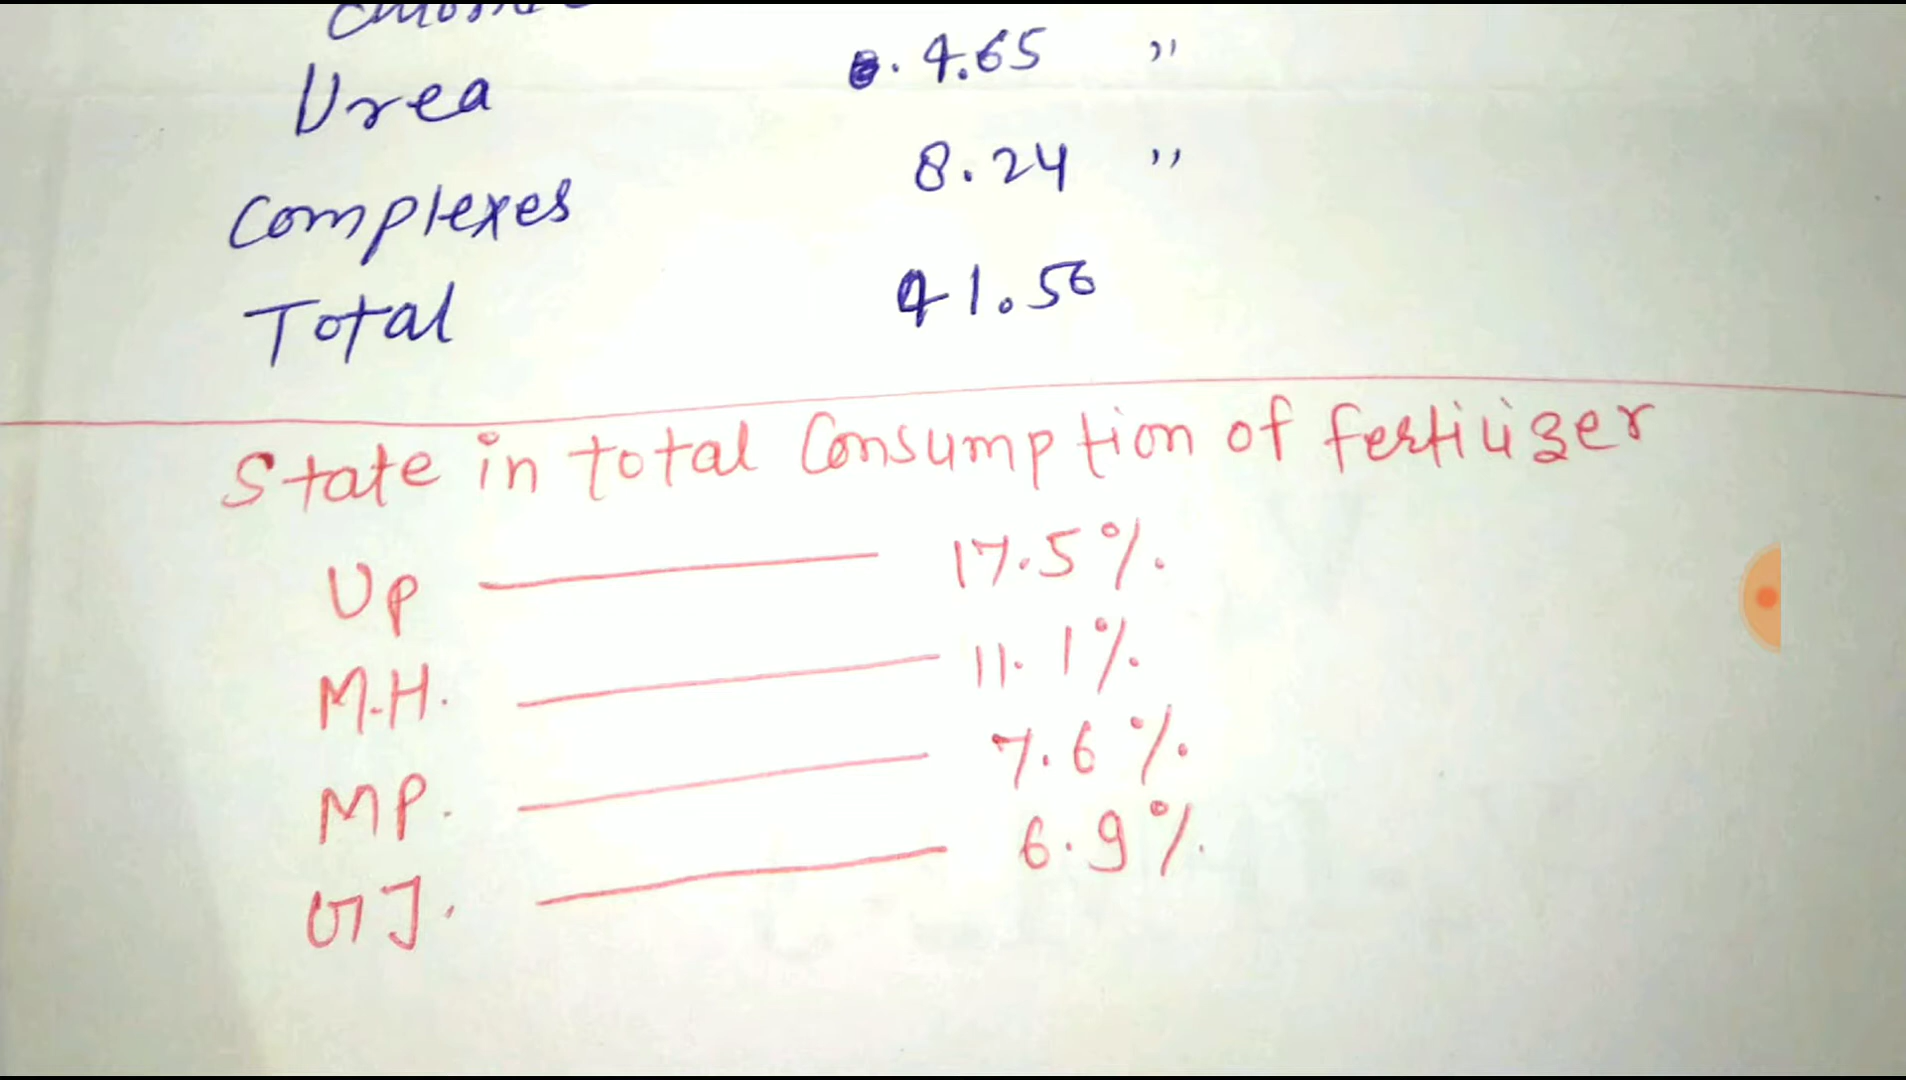 Urea 4.65 "
Complexes 8.24 "
Total 41.56
State in total Consumption of fertilizer
Up 17.5%.
M.H. 11.1%.
MP. 7.6%.
GJ. 6.9%.